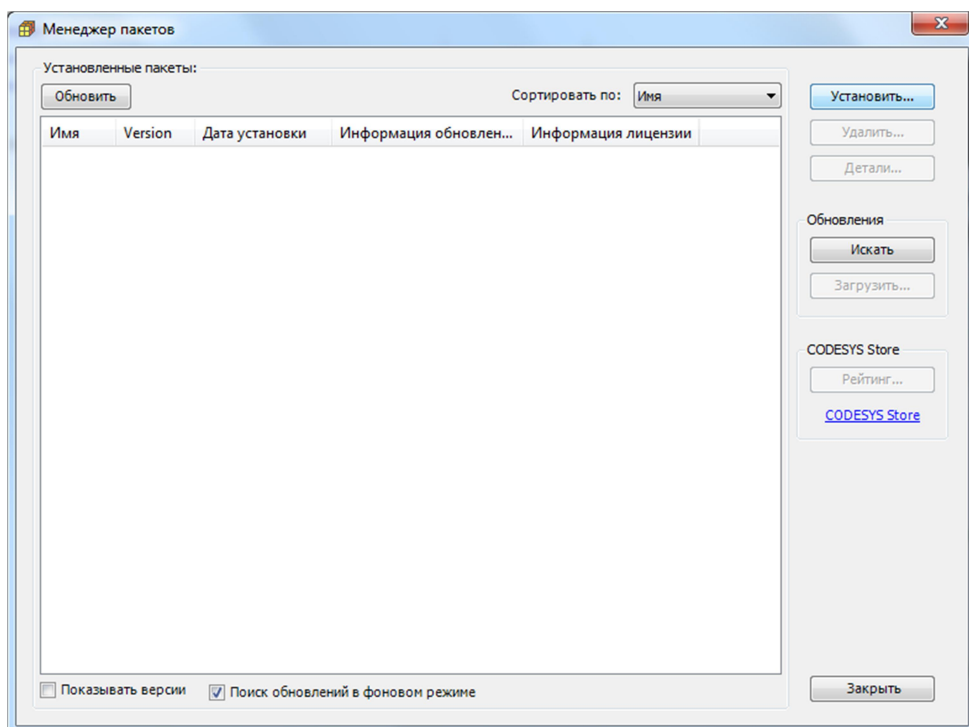 Менеджер пакетов
Установленные пакеты:
Обновить
Сортировать по: Имя
Имя Version Дата установки Информация обновлен... Информация лицензии
Установить...
Удалить...
Детали...
Обновления
Искать
Загрузить...
CODESYS Store
Рейтинг...
CODESYS Store
Показывать версии Поиск обновлений в фоновом режиме
Закрыть